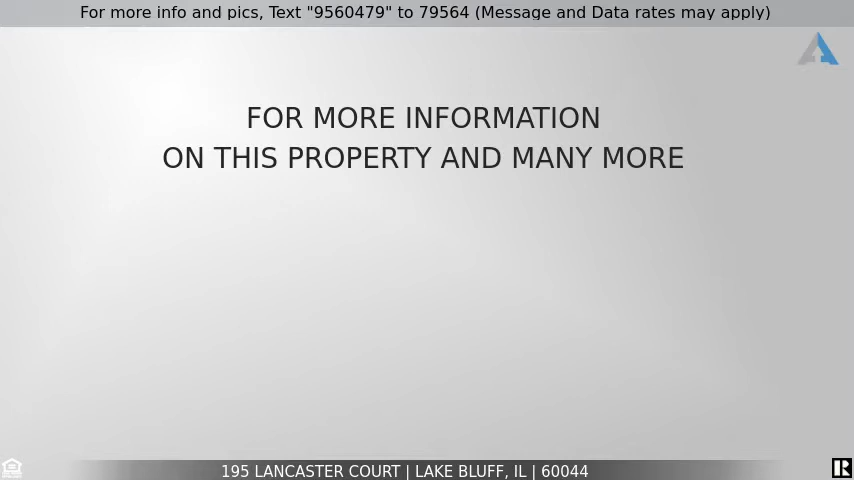 For more info and pics, Text "9560479" to 79564 (Message and Data rates may apply)
FOR MORE INFORMATION
ON THIS PROPERTY AND MANY MORE
195 LANCASTER COURT | LAKE BLUFF, IL | 60044